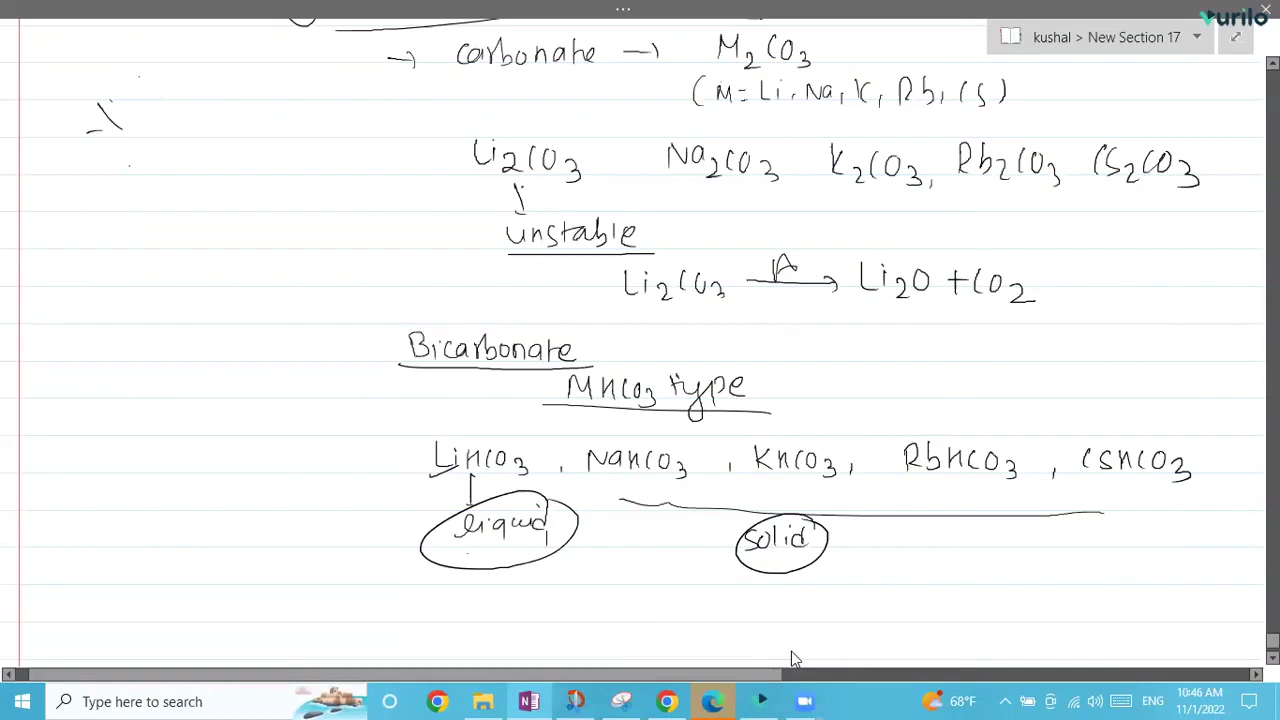 ...
vurilo
kushal > New Section 17
→ carbonate → M2CO3
(M = Li, Na, K, Rb, Cs)
Li2CO3 Na2CO3 K2CO3, Rb2CO3 Cs2CO3
unstable
Li2CO3 Δ→ Li2O + CO2
Bicarbonate
MHCO3 type
LiHCO3, NaHCO3, KHCO3, RbHCO3, CsHCO3
liquid solid
Type here to search 68°F ENG 10:46 AM
11/1/2022